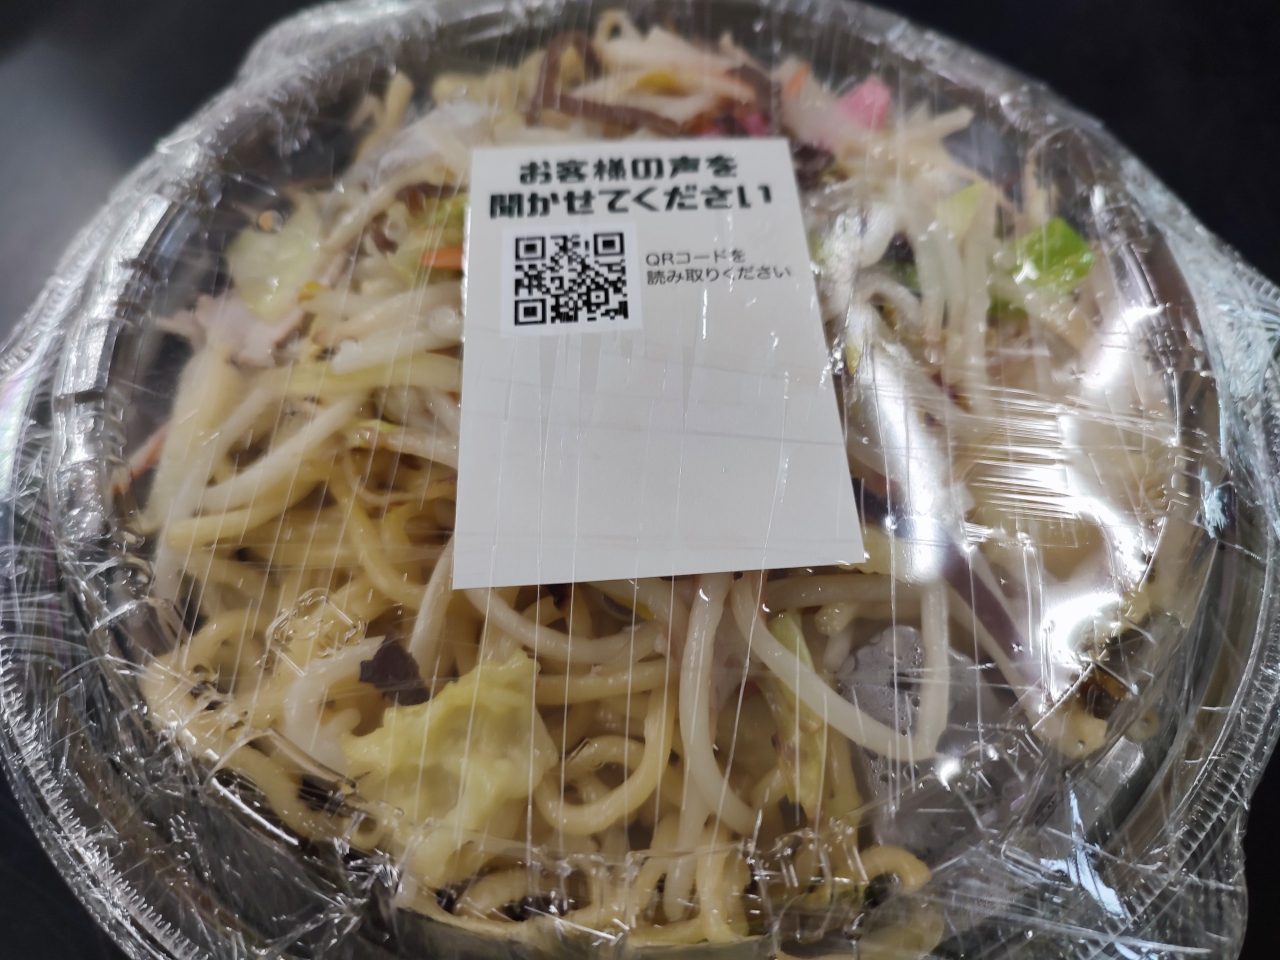 お客様の声を
聞かせてください
QRコードを
読み取りください